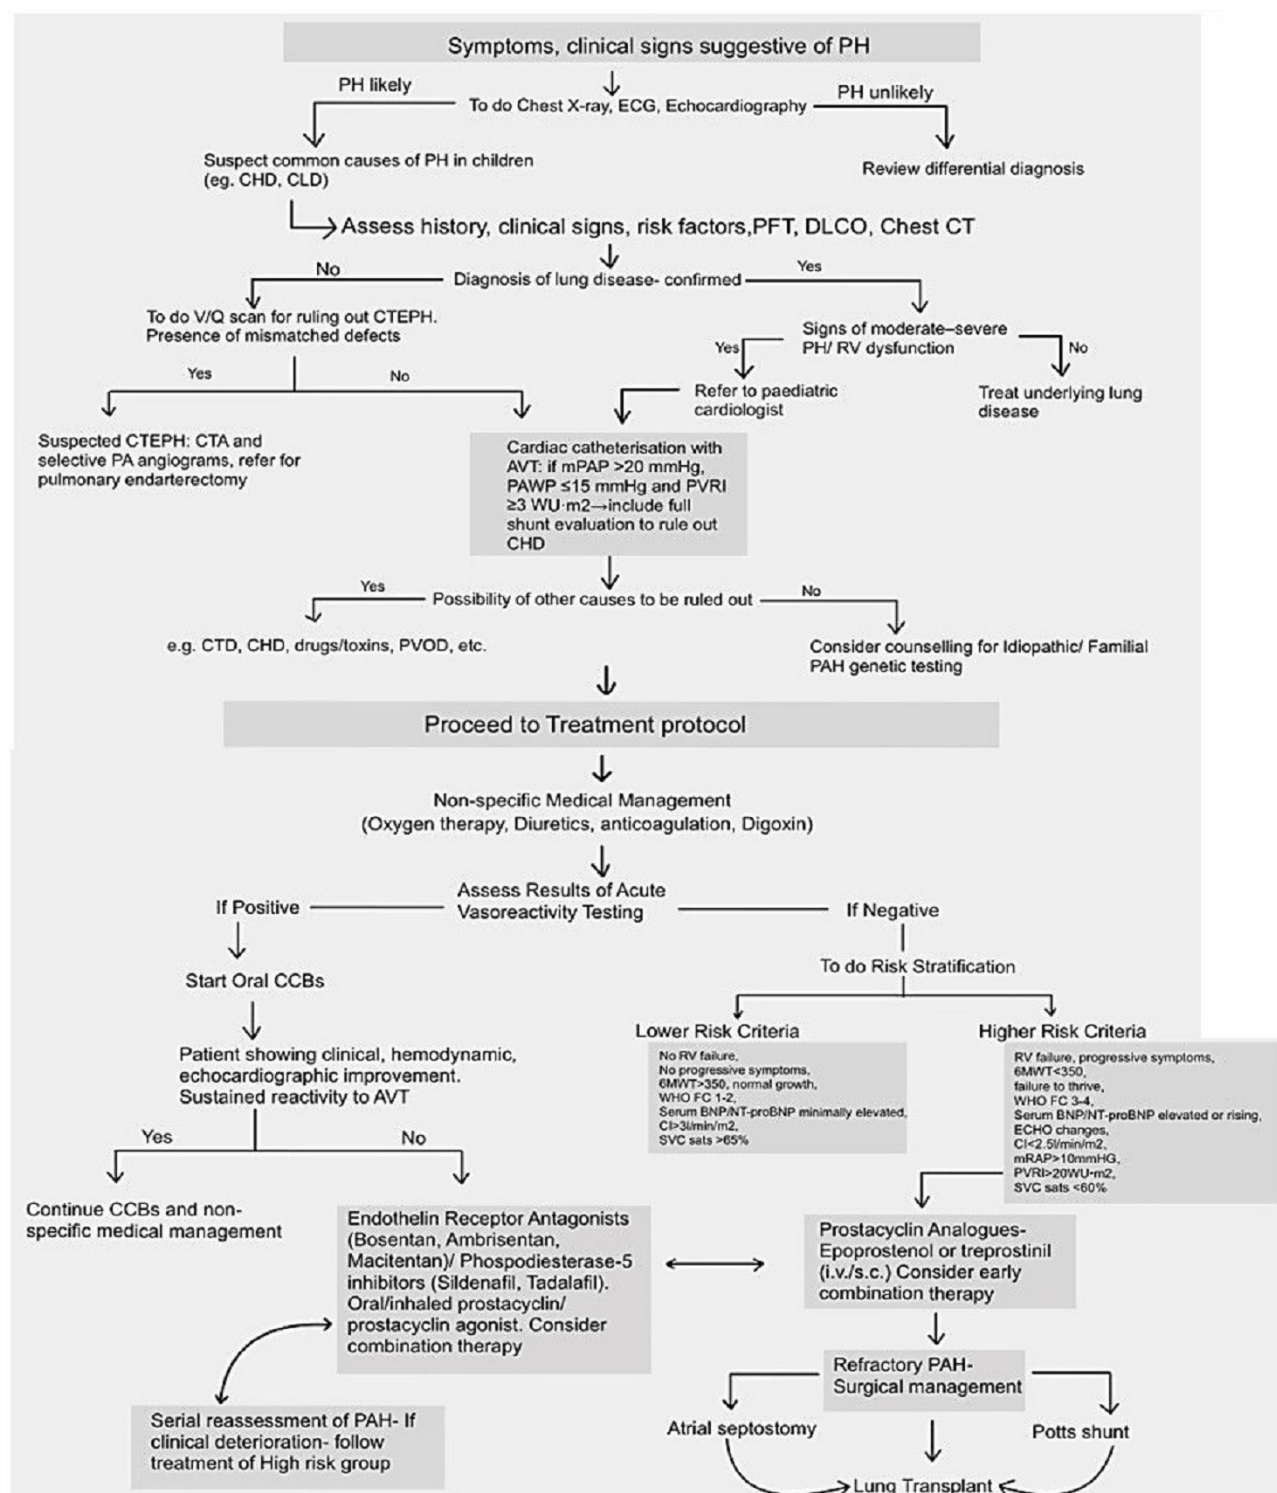 Symptoms, clinical signs suggestive of PH
PH likely
To do Chest X-ray, ECG, Echocardiography
PH unlikely
Suspect common causes of PH in children
(eg. CHD, CLD)
Review differential diagnosis
Assess history, clinical signs, risk factors,PFT, DLCO, Chest CT
No
Diagnosis of lung disease- confirmed
Yes
To do V/Q scan for ruling out CTEPH.
Presence of mismatched defects
Signs of moderate–severe
PH/ RV dysfunction
Yes
No
Yes
No
Refer to paediatric
cardiologist
Treat underlying lung
disease
Suspected CTEPH: CTA and
selective PA angiograms, refer for
pulmonary endarterectomy
Cardiac catheterisation with
AVT: if mPAP >20 mmHg,
PAWP ≤15 mmHg and PVRI
≥3 WU·m2→include full
shunt evaluation to rule out
CHD
Yes
Possibility of other causes to be ruled out
No
e.g. CTD, CHD, drugs/toxins, PVOD, etc.
Consider counselling for Idiopathic/ Familial
PAH genetic testing
Proceed to Treatment protocol
Non-specific Medical Management
(Oxygen therapy, Diuretics, anticoagulation, Digoxin)
If Positive
Assess Results of Acute
Vasoreactivity Testing
If Negative
Start Oral CCBs
To do Risk Stratification
Patient showing clinical, hemodynamic,
echocardiographic improvement.
Sustained reactivity to AVT
Lower Risk Criteria
No RV failure,
No progressive symptoms,
6MWT>350, normal growth,
WHO FC 1-2,
Serum BNP/NT-proBNP minimally elevated,
CI>3l/min/m2,
SVC sats >65%
Higher Risk Criteria
RV failure, progressive symptoms,
6MWT<350,
failure to thrive,
WHO FC 3-4,
Serum BNP/NT-proBNP elevated or rising,
ECHO changes,
CI<2.5l/min/m2,
mRAP>10mmHG,
PVRI>20WU·m2,
SVC sats <60%
Yes
No
Continue CCBs and non-
specific medical management
Endothelin Receptor Antagonists
(Bosentan, Ambrisentan,
Macitentan)/ Phospodiesterase-5
inhibitors (Sildenafil, Tadalafil).
Oral/inhaled prostacyclin/
prostacyclin agonist. Consider
combination therapy
Prostacyclin Analogues-
Epoprostenol or treprostinil
(i.v./s.c.) Consider early
combination therapy
Refractory PAH-
Surgical management
Serial reassessment of PAH- If
clinical deterioration- follow
treatment of High risk group
Atrial septostomy
Potts shunt
Lung Transplant